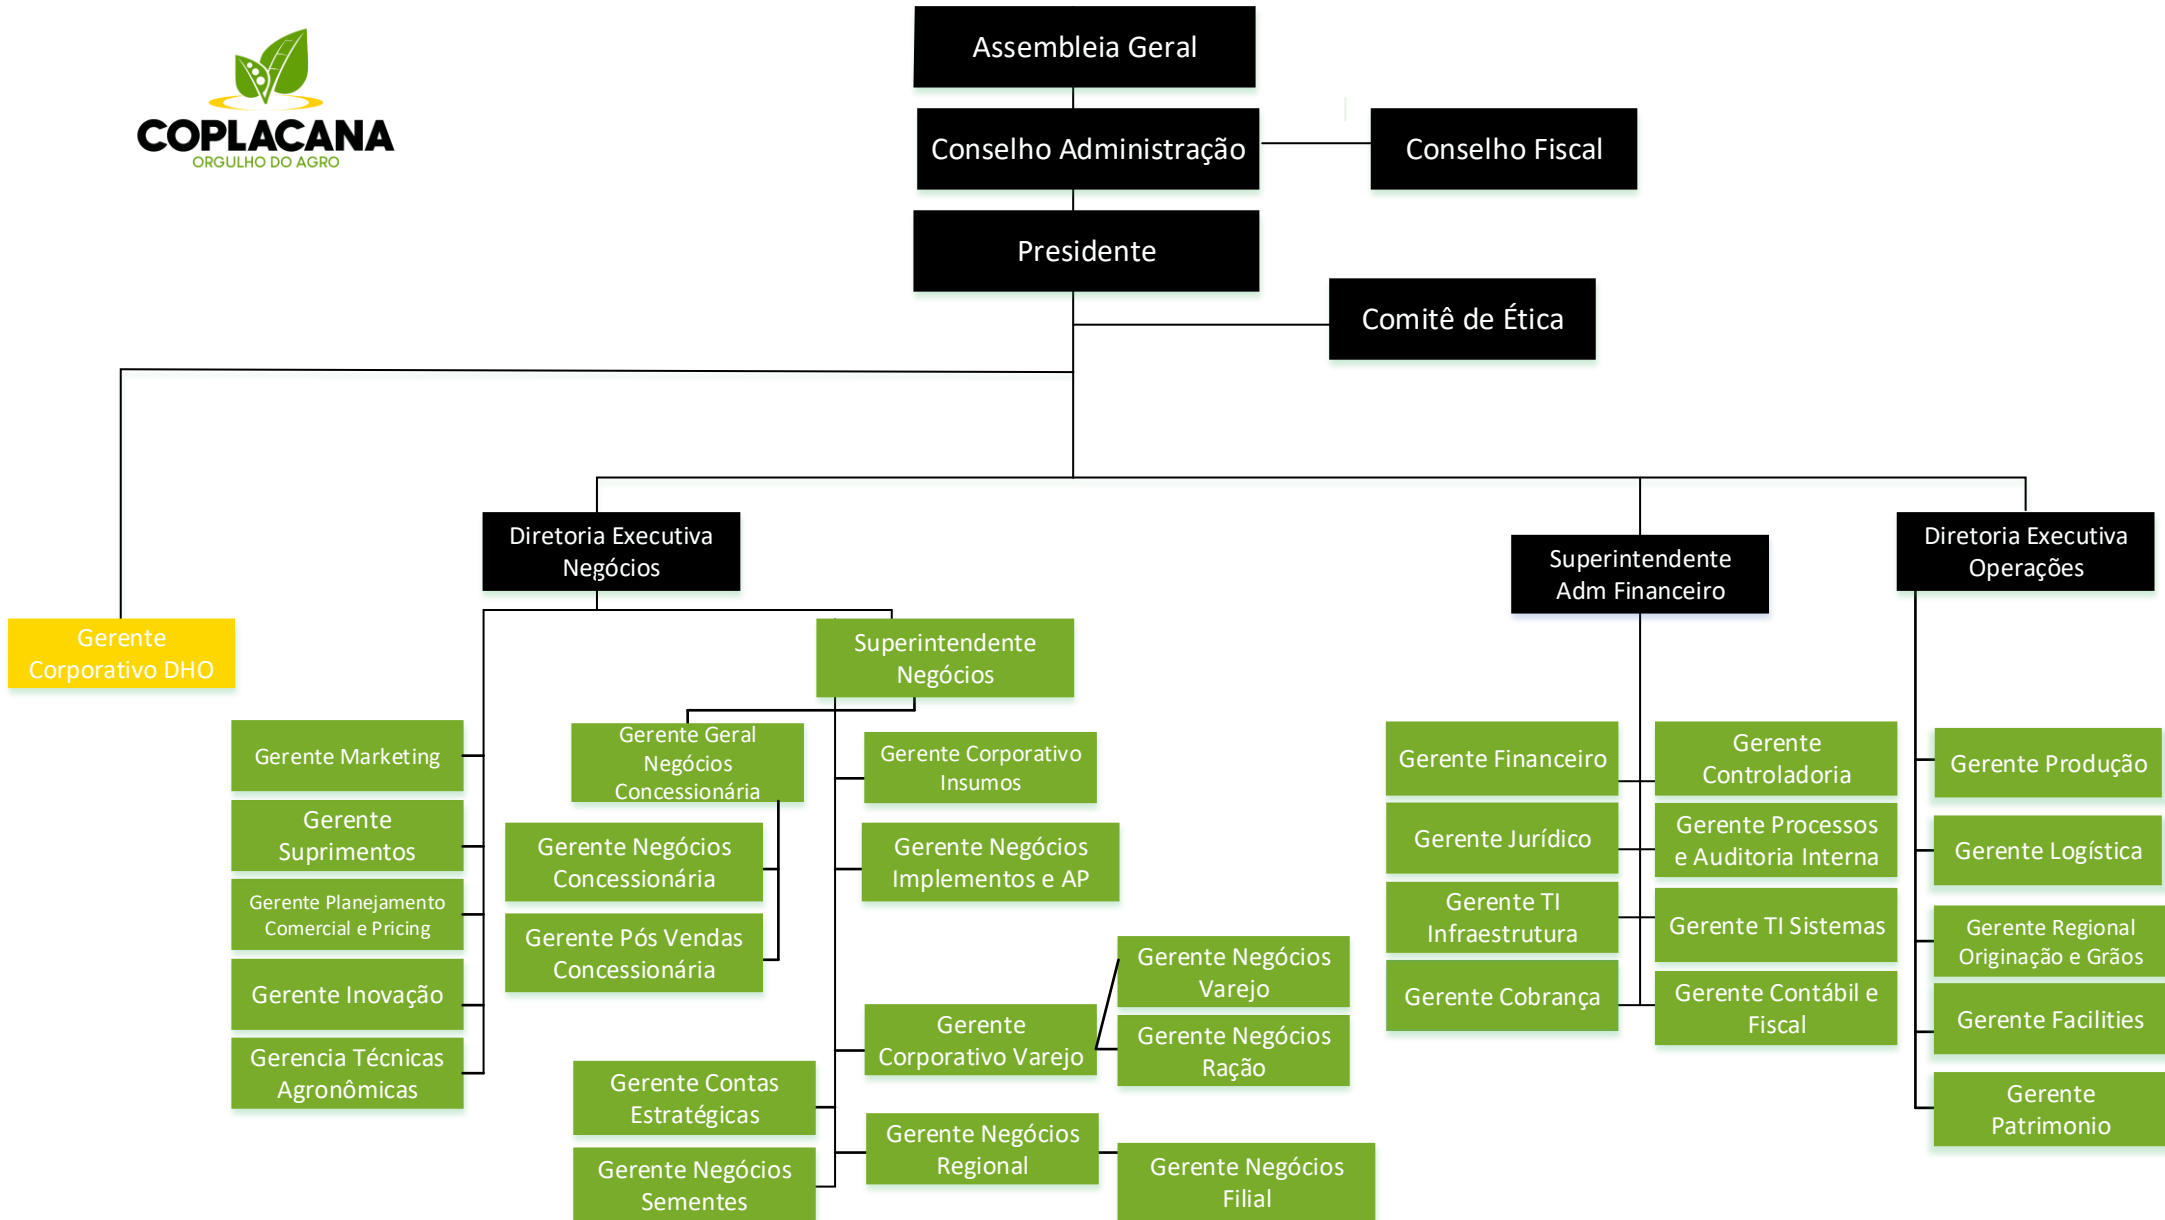 COPLACANA
ORGULHO DO AGRO
Assembleia Geral
Conselho Administração
Conselho Fiscal
Presidente
Comitê de Ética
Diretoria Executiva
Negócios
Superintendente
Adm Financeiro
Diretoria Executiva
Operações
Gerente
Corporativo DHO
Superintendente
Negócios
Gerente Marketing
Gerente
Suprimentos
Gerente Planejamento
Comercial e Pricing
Gerente Inovação
Gerencia Técnicas
Agronômicas
Gerente Geral
Negócios
Concessionária
Gerente Negócios
Concessionária
Gerente Pós Vendas
Concessionária
Gerente Corporativo
Insumos
Gerente Negócios
Implementos e AP
Gerente
Corporativo Varejo
Gerente Negócios
Varejo
Gerente Negócios
Ração
Gerente Contas
Estratégicas
Gerente Negócios
Sementes
Gerente Negócios
Regional
Gerente Negócios
Filial
Gerente Financeiro
Gerente
Controladoria
Gerente Jurídico
Gerente Processos
e Auditoria Interna
Gerente TI
Infraestrutura
Gerente TI Sistemas
Gerente Cobrança
Gerente Contábil e
Fiscal
Gerente Produção
Gerente Logística
Gerente Regional
Originação e Grãos
Gerente Facilities
Gerente
Patrimonio